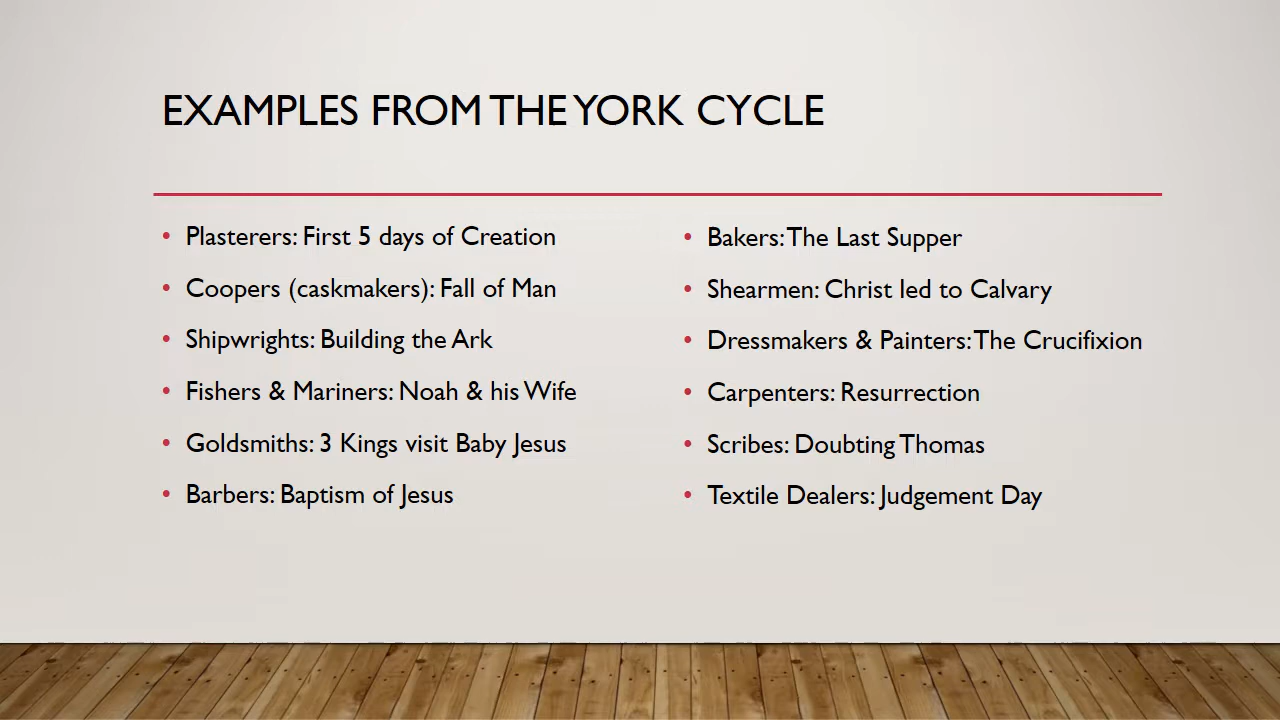 EXAMPLES FROM THE YORK CYCLE
• Plasterers: First 5 days of Creation
• Coopers (caskmakers): Fall of Man
• Shipwrights: Building the Ark
• Fishers & Mariners: Noah & his Wife
• Goldsmiths: 3 Kings visit Baby Jesus
• Barbers: Baptism of Jesus
• Bakers: The Last Supper
• Shearmen: Christ led to Calvary
• Dressmakers & Painters: The Crucifixion
• Carpenters: Resurrection
• Scribes: Doubting Thomas
• Textile Dealers: Judgement Day